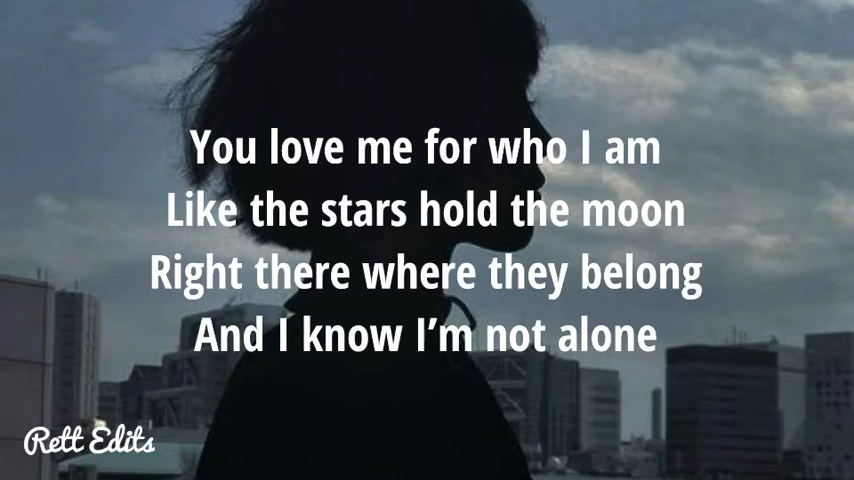 You love me for who I am
Like the stars hold the moon
Right there where they belong
And I know I’m not alone
Rett Edits